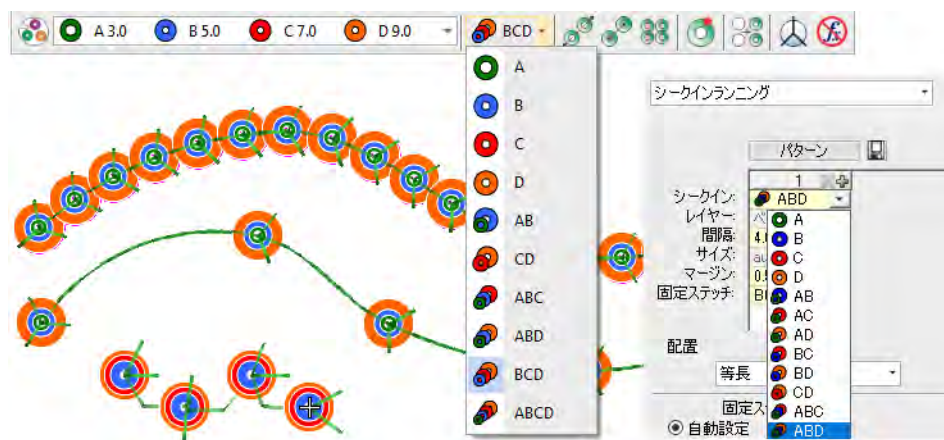 A 3.0 B 5.0 C 7.0 D 9.0 BCD
A
B
C
D
AB
CD
ABC
ABD
BCD
ABCD
シークインランニング
パターン
1
シークイン: ABD
レイヤー:
間隔: 4.
サイズ: au
マージン: 0.
固定ステッチ: B
A
B
C
D
AB
AC
AD
BC
BD
CD
ABC
ABD
配置
等長
固定ス
自動設定